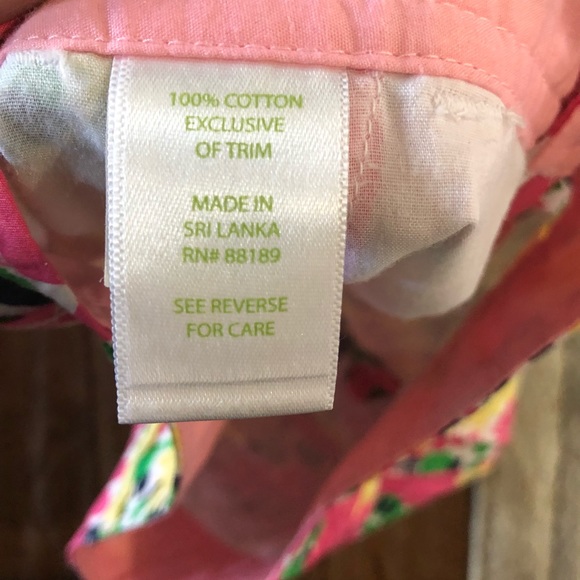 100% COTTON
EXCLUSIVE
OF TRIM
MADE IN
SRI LANKA
RN# 88189
SEE REVERSE
FOR CARE